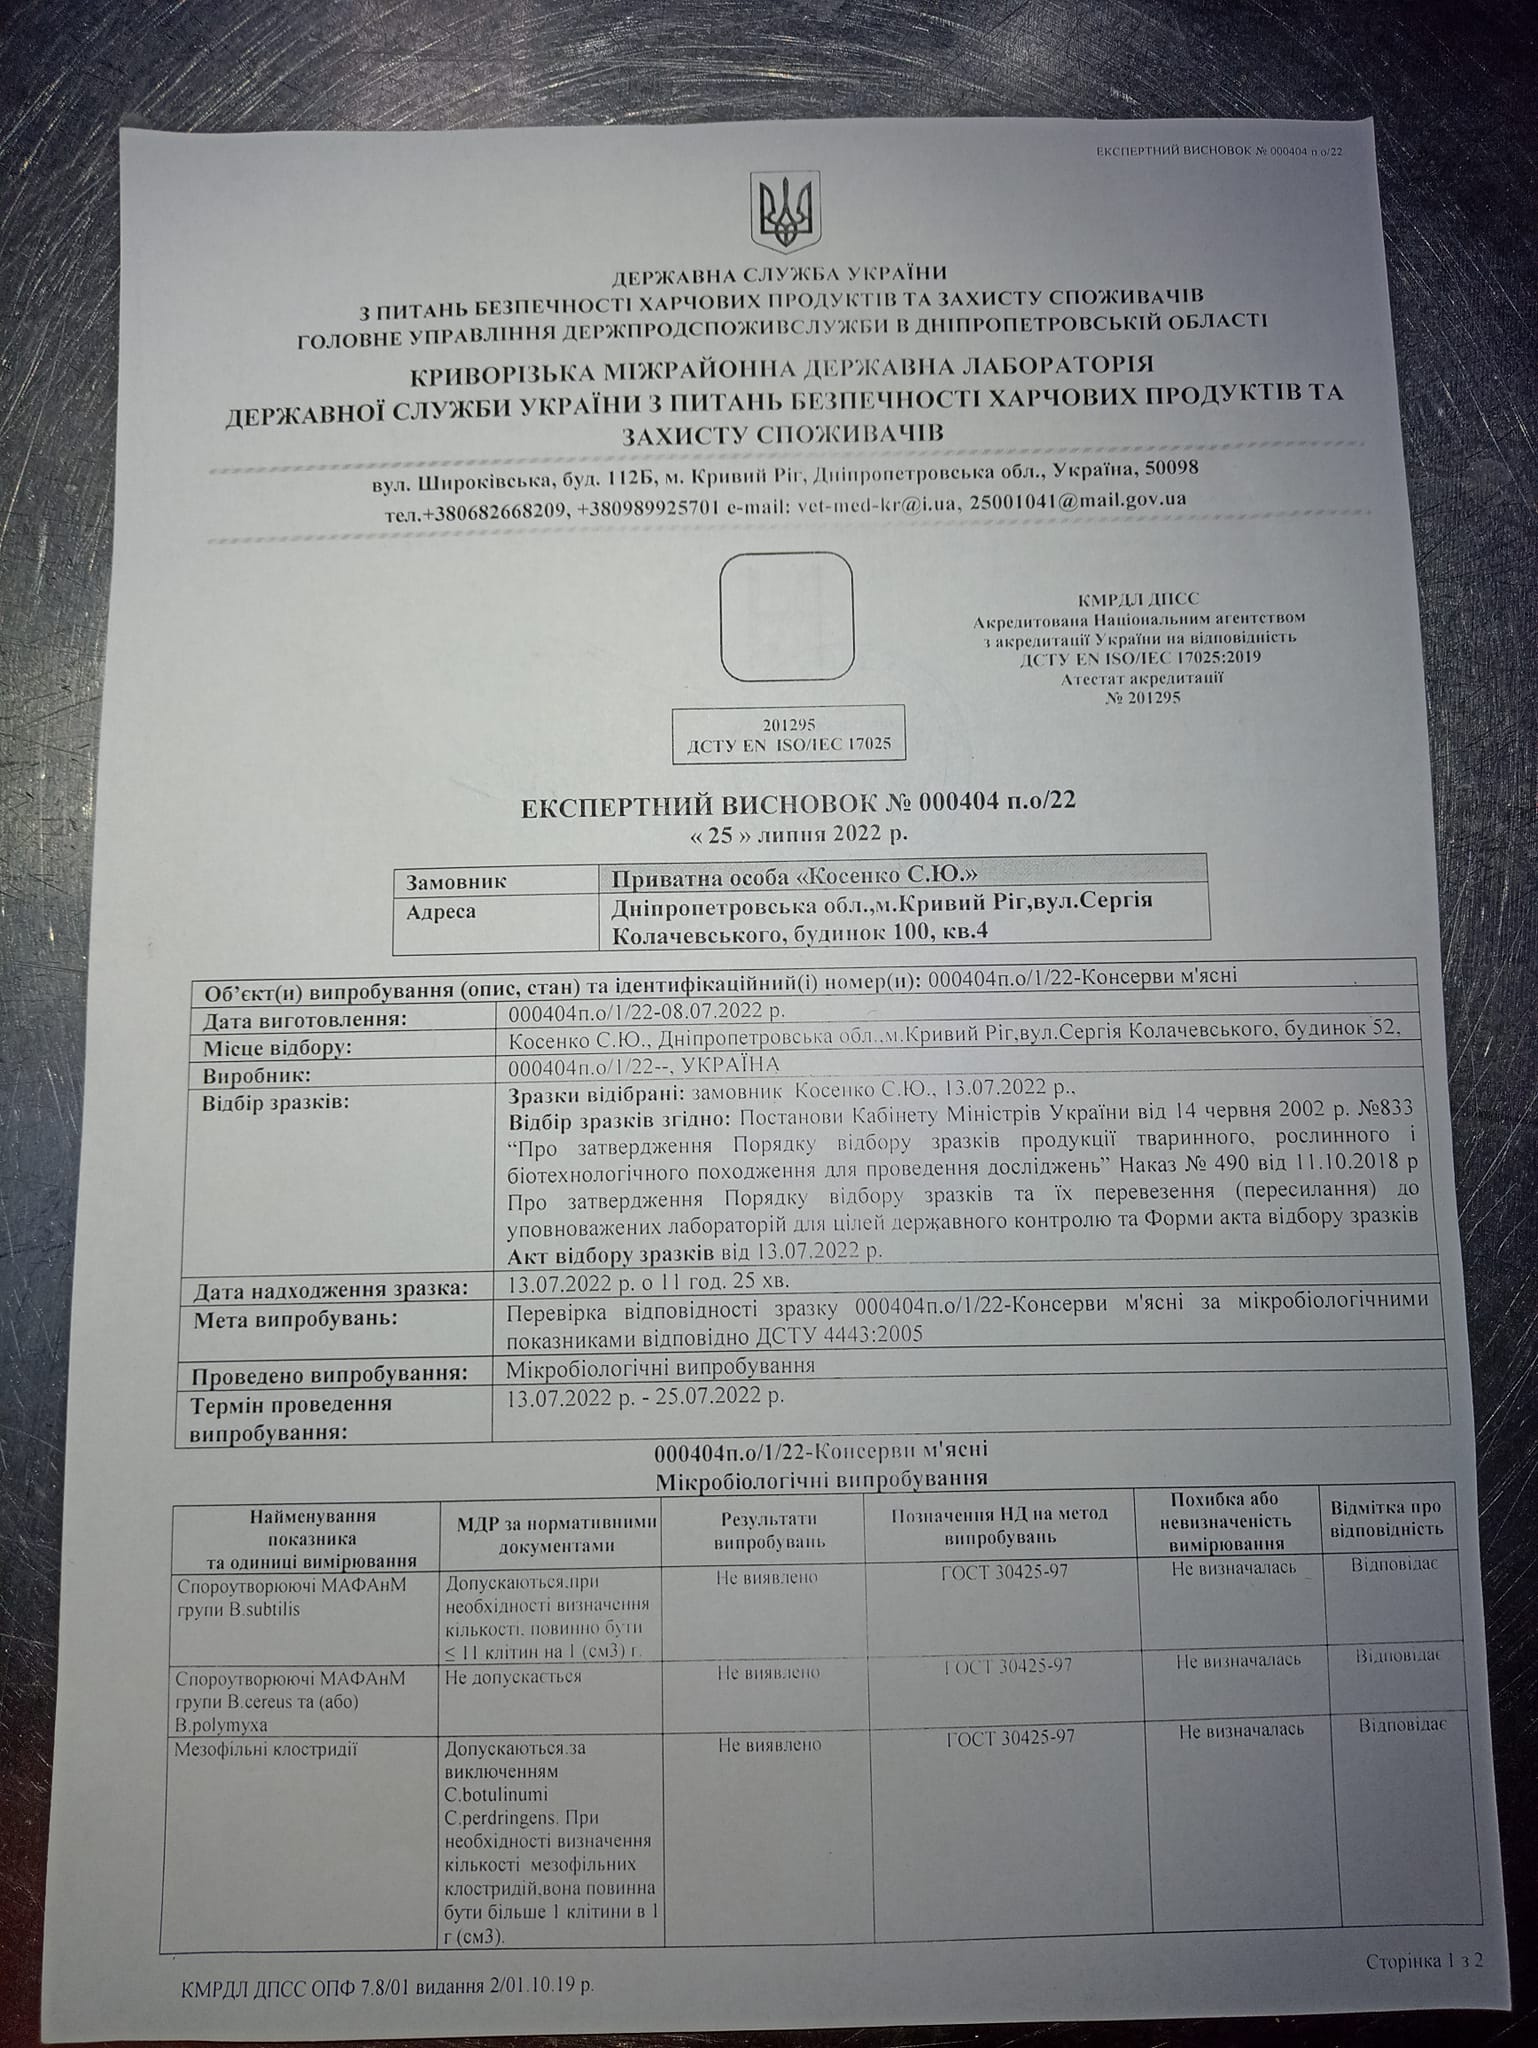 ЕКСПЕРТНИЙ ВИСНОВОК № 000404 п.о/22
ДЕРЖАВНА СЛУЖБА УКРАЇНИ
З ПИТАНЬ БЕЗПЕЧНОСТІ ХАРЧОВИХ ПРОДУКТІВ ТА ЗАХИСТУ СПОЖИВАЧІВ
ГОЛОВНЕ УПРАВЛІННЯ ДЕРЖПРОДСПОЖИВСЛУЖБИ В ДНІПРОПЕТРОВСЬКІЙ ОБЛАСТІ
КРИВОРІЗЬКА МІЖРАЙОННА ДЕРЖАВНА ЛАБОРАТОРІЯ
ДЕРЖАВНОЇ СЛУЖБИ УКРАЇНИ З ПИТАНЬ БЕЗПЕЧНОСТІ ХАРЧОВИХ ПРОДУКТІВ ТА
ЗАХИСТУ СПОЖИВАЧІВ
вул. Широківська, буд. 112Б, м. Кривий Ріг, Дніпропетровська обл., Україна, 50098
тел.+380682668209, +380989925701 e-mail: vet-med-kr@i.ua, 25001041@mail.gov.ua
КМРДЛ ДПСС
Акредитована Національним агентством
з акредитації України на відповідність
ДСТУ EN ISO/IEC 17025:2019
Атестат акредитації
№ 201295
201295
ДСТУ EN ISO/IEC 17025
ЕКСПЕРТНИЙ ВИСНОВОК № 000404 п.о/22
« 25 » липня 2022 р.
Замовник Приватна особа «Косенко С.Ю.»
Адреса Дніпропетровська обл.,м.Кривий Ріг,вул.Сергія
Колачевського, будинок 100, кв.4
Об’єкт(и) випробування (опис, стан) та ідентифікаційний(і) номер(и): 000404п.о/1/22-Консерви м'ясні
Дата виготовлення: 000404п.о/1/22-08.07.2022 р.
Місце відбору: Косенко С.Ю., Дніпропетровська обл.,м.Кривий Ріг,вул.Сергія Колачевського, будинок 52,
Виробник: 000404п.о/1/22--, УКРАЇНА
Відбір зразків: Зразки відібрані: замовник Косенко С.Ю., 13.07.2022 р.,
Відбір зразків згідно: Постанови Кабінету Міністрів України від 14 червня 2002 р. №833
“Про затвердження Порядку відбору зразків продукції тваринного, рослинного і
біотехнологічного походження для проведення досліджень” Наказ № 490 від 11.10.2018 р
Про затвердження Порядку відбору зразків та їх перевезення (пересилання) до
уповноважених лабораторій для цілей державного контролю та Форми акта відбору зразків
Акт відбору зразків від 13.07.2022 р.
Дата надходження зразка: 13.07.2022 р. о 11 год. 25 хв.
Мета випробувань: Перевірка відповідності зразку 000404п.о/1/22-Консерви м'ясні за мікробіологічними
показниками відповідно ДСТУ 4443:2005
Проведено випробування: Мікробіологічні випробування
Термін проведення 13.07.2022 р. - 25.07.2022 р.
випробування:
000404п.о/1/22-Консерви м'ясні
Мікробіологічні випробування
Найменування
показника
та одиниці вимірювання
МДР за нормативними
документами
Результати
випробувань
Позначення НД на метод
випробувань
Похибка або
невизначеність
вимірювання
Відмітка про
відповідність
Спороутворюючі МАФАнМ
групи B.subtilis
Допускаються.при
необхідності визначення
кількості, повинно бути
≤ 11 клітин на 1 (см3) г.
Не виявлено
ГОСТ 30425-97
Не визначалась
Відповідає
Спороутворюючі МАФАнМ
групи B.cereus та (або)
B.polymyxa
Не допускається
Не виявлено
ГОСТ 30425-97
Не визначалась
Відповідає
Мезофільні клостридії
Допускаються.за
виключенням
C.botulinumi
C.perdringens. При
необхідності визначення
кількості мезофільних
клостридій,вона повинна
бути більше 1 клітини в 1
г (см3).
Не виявлено
ГОСТ 30425-97
Не визначалась
Відповідає
Сторінка 1 з 2
КМРДЛ ДПСС ОПФ 7.8/01 видання 2/01.10.19 р.